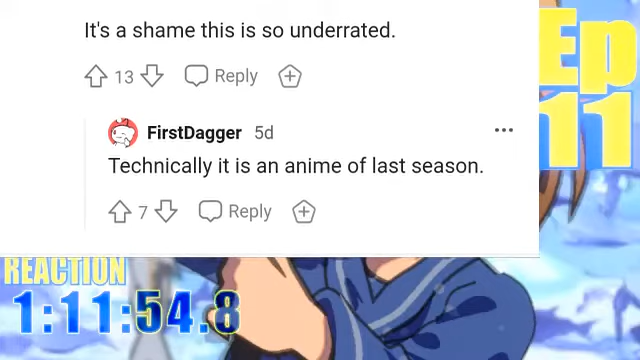 It's a shame this is so underrated.
13 Reply
FirstDagger 5d
Technically it is an anime of last season.
7 Reply
Ep
11
REACTION
1:11:54.8